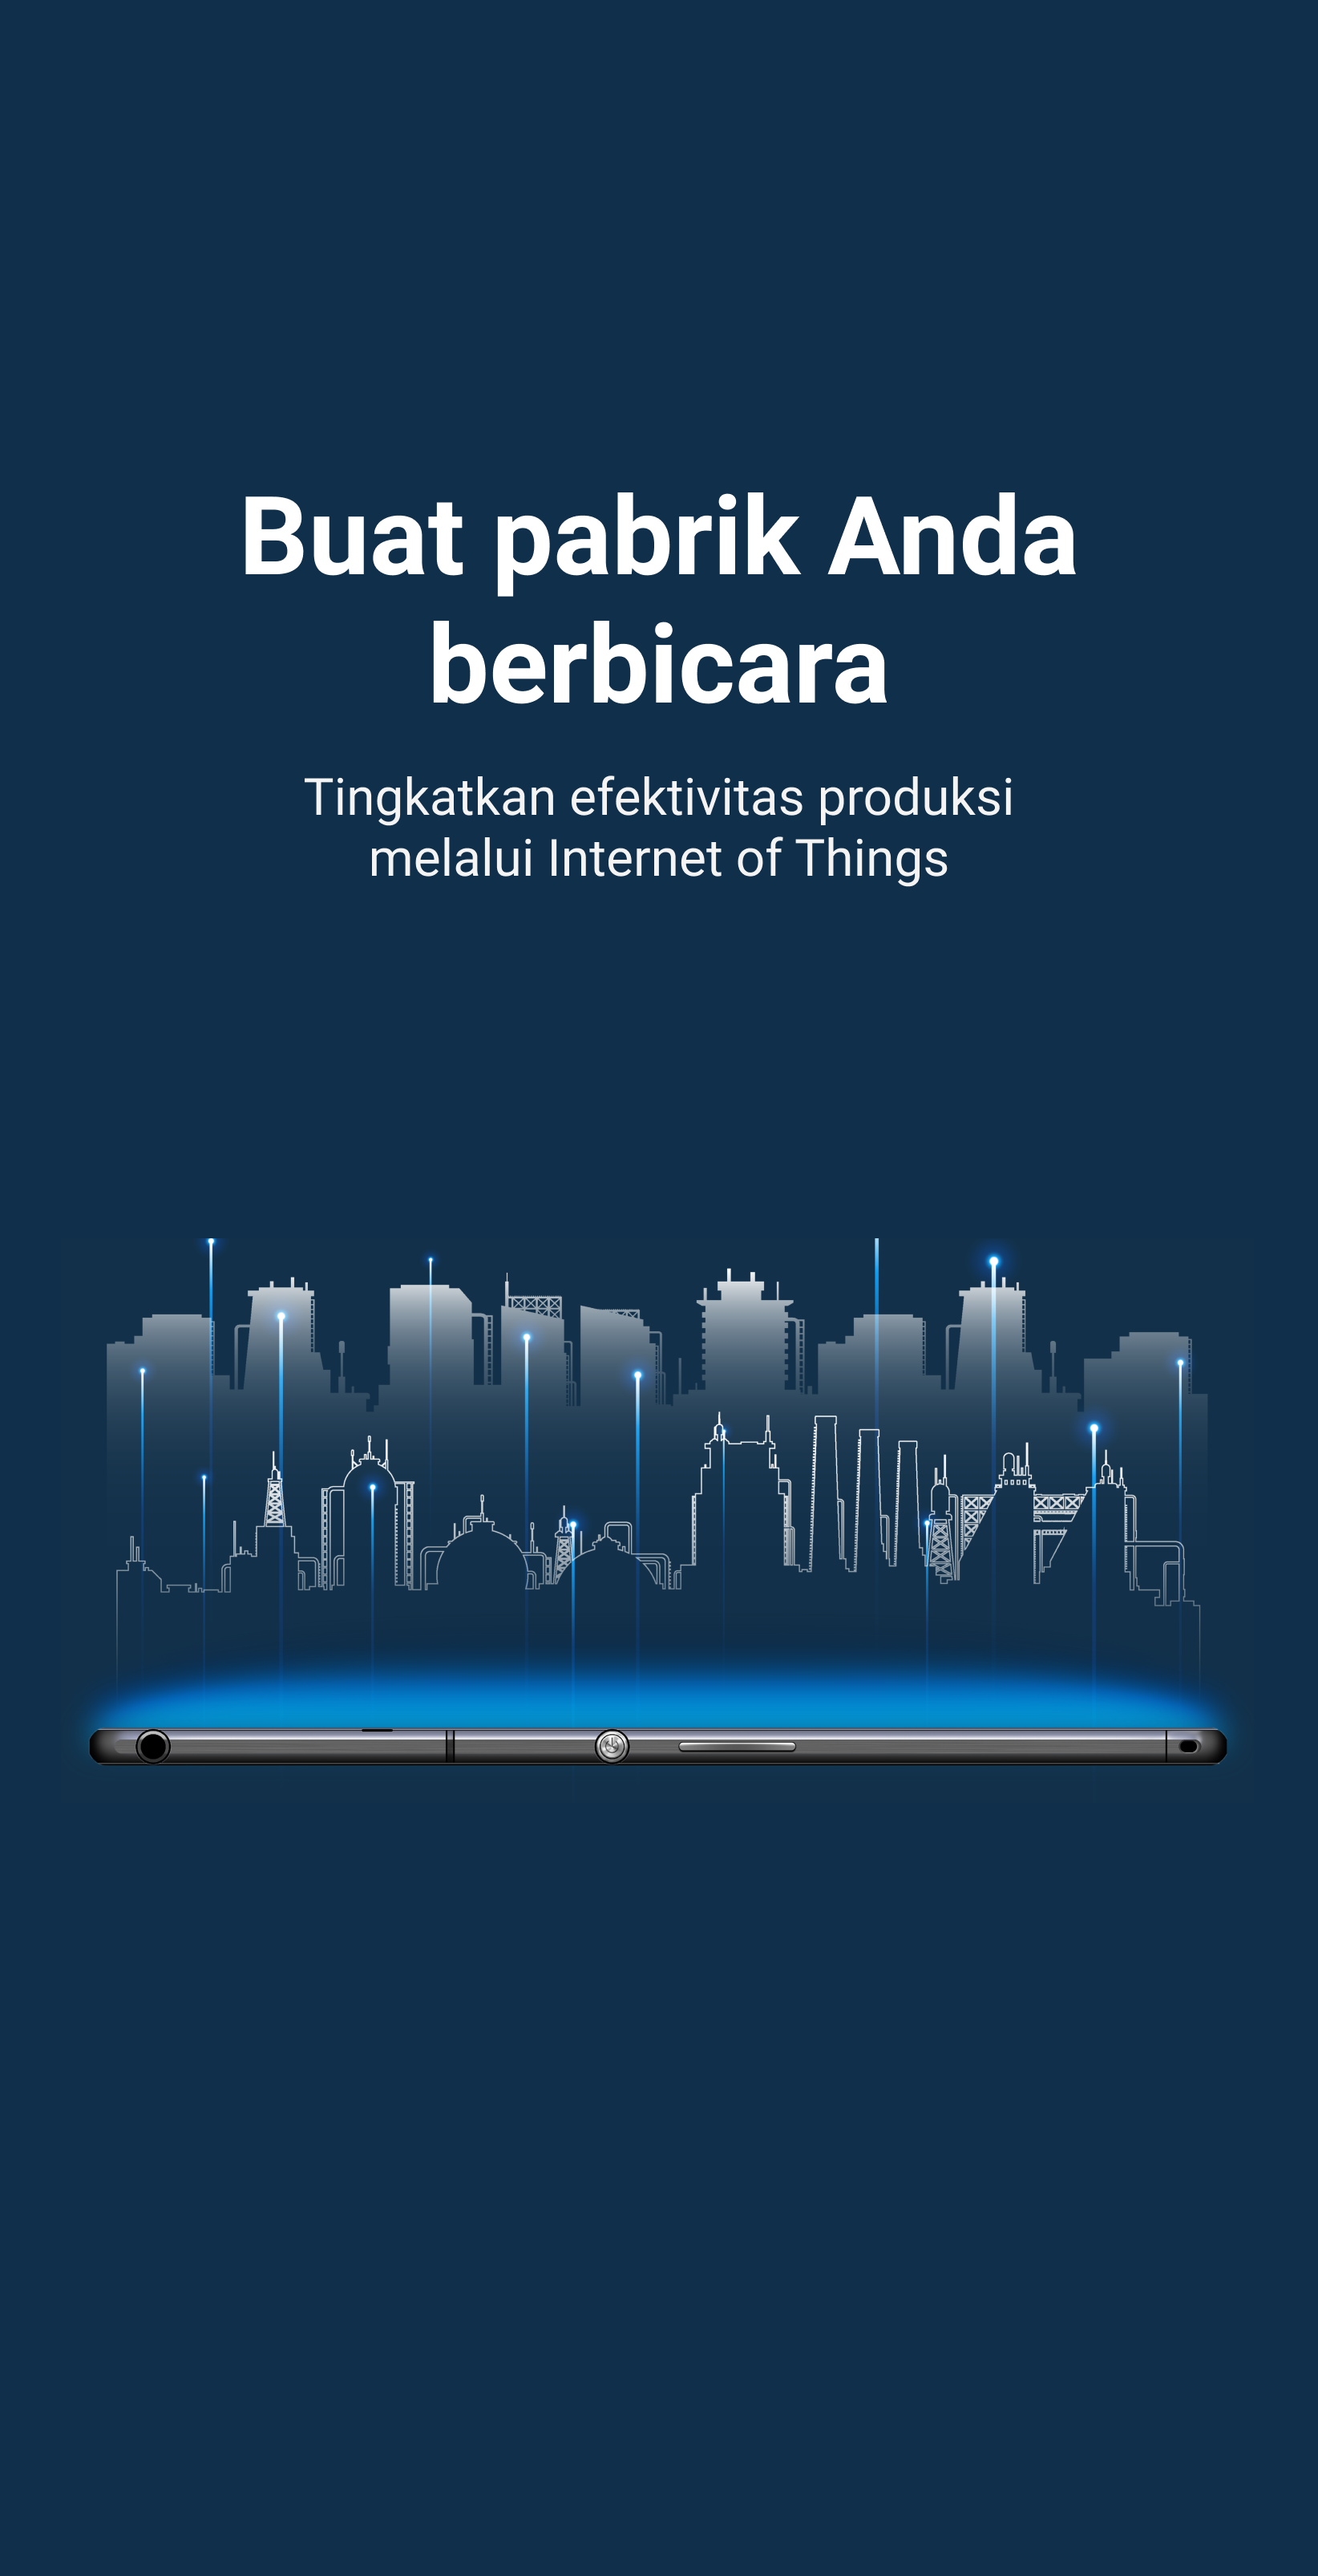 Buat pabrik Anda
berbicara
Tingkatkan efektivitas produksi
melalui Internet of Things